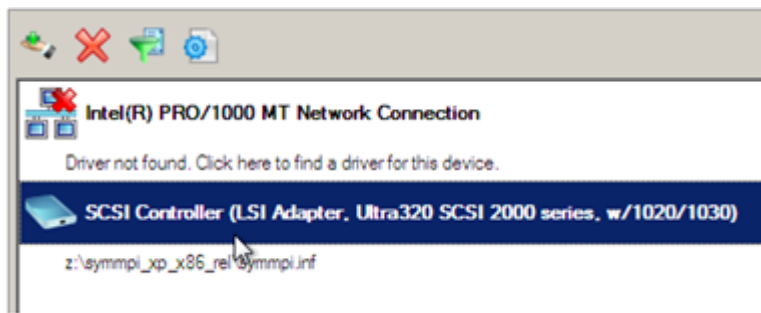 Intel(R) PRO/1000 MT Network Connection
Driver not found. Click here to find a driver for this device.
SCSI Controller (LSI Adapter, Ultra320 SCSI 2000 series, w/1020/1030)
z:\symmpi_xp_x86_rel\symmpi.inf